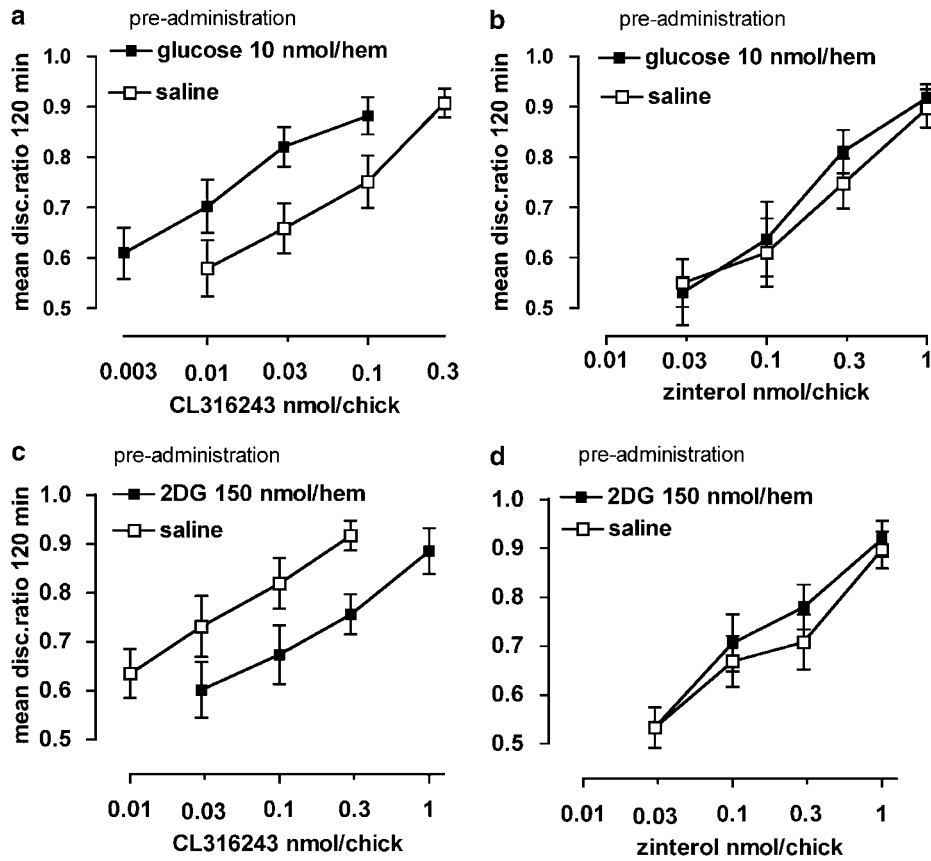 a
pre-administration
glucose 10 nmol/hem
saline
mean disc.ratio 120 min
1.0
0.9
0.8
0.7
0.6
0.5
0.003 0.01 0.03 0.1 0.3
CL316243 nmol/chick
b
pre-administration
glucose 10 nmol/hem
saline
mean disc.ratio 120 min
1.0
0.9
0.8
0.7
0.6
0.5
0.01 0.03 0.1 0.3 1
zinterol nmol/chick
c
pre-administration
2DG 150 nmol/hem
saline
mean disc.ratio 120 min
1.0
0.9
0.8
0.7
0.6
0.5
0.01 0.03 0.1 0.3 1
CL316243 nmol/chick
d
pre-administration
2DG 150 nmol/hem
saline
1.0
0.9
0.8
0.7
0.6
0.5
0.01 0.03 0.1 0.3 1
zinterol nmol/chick